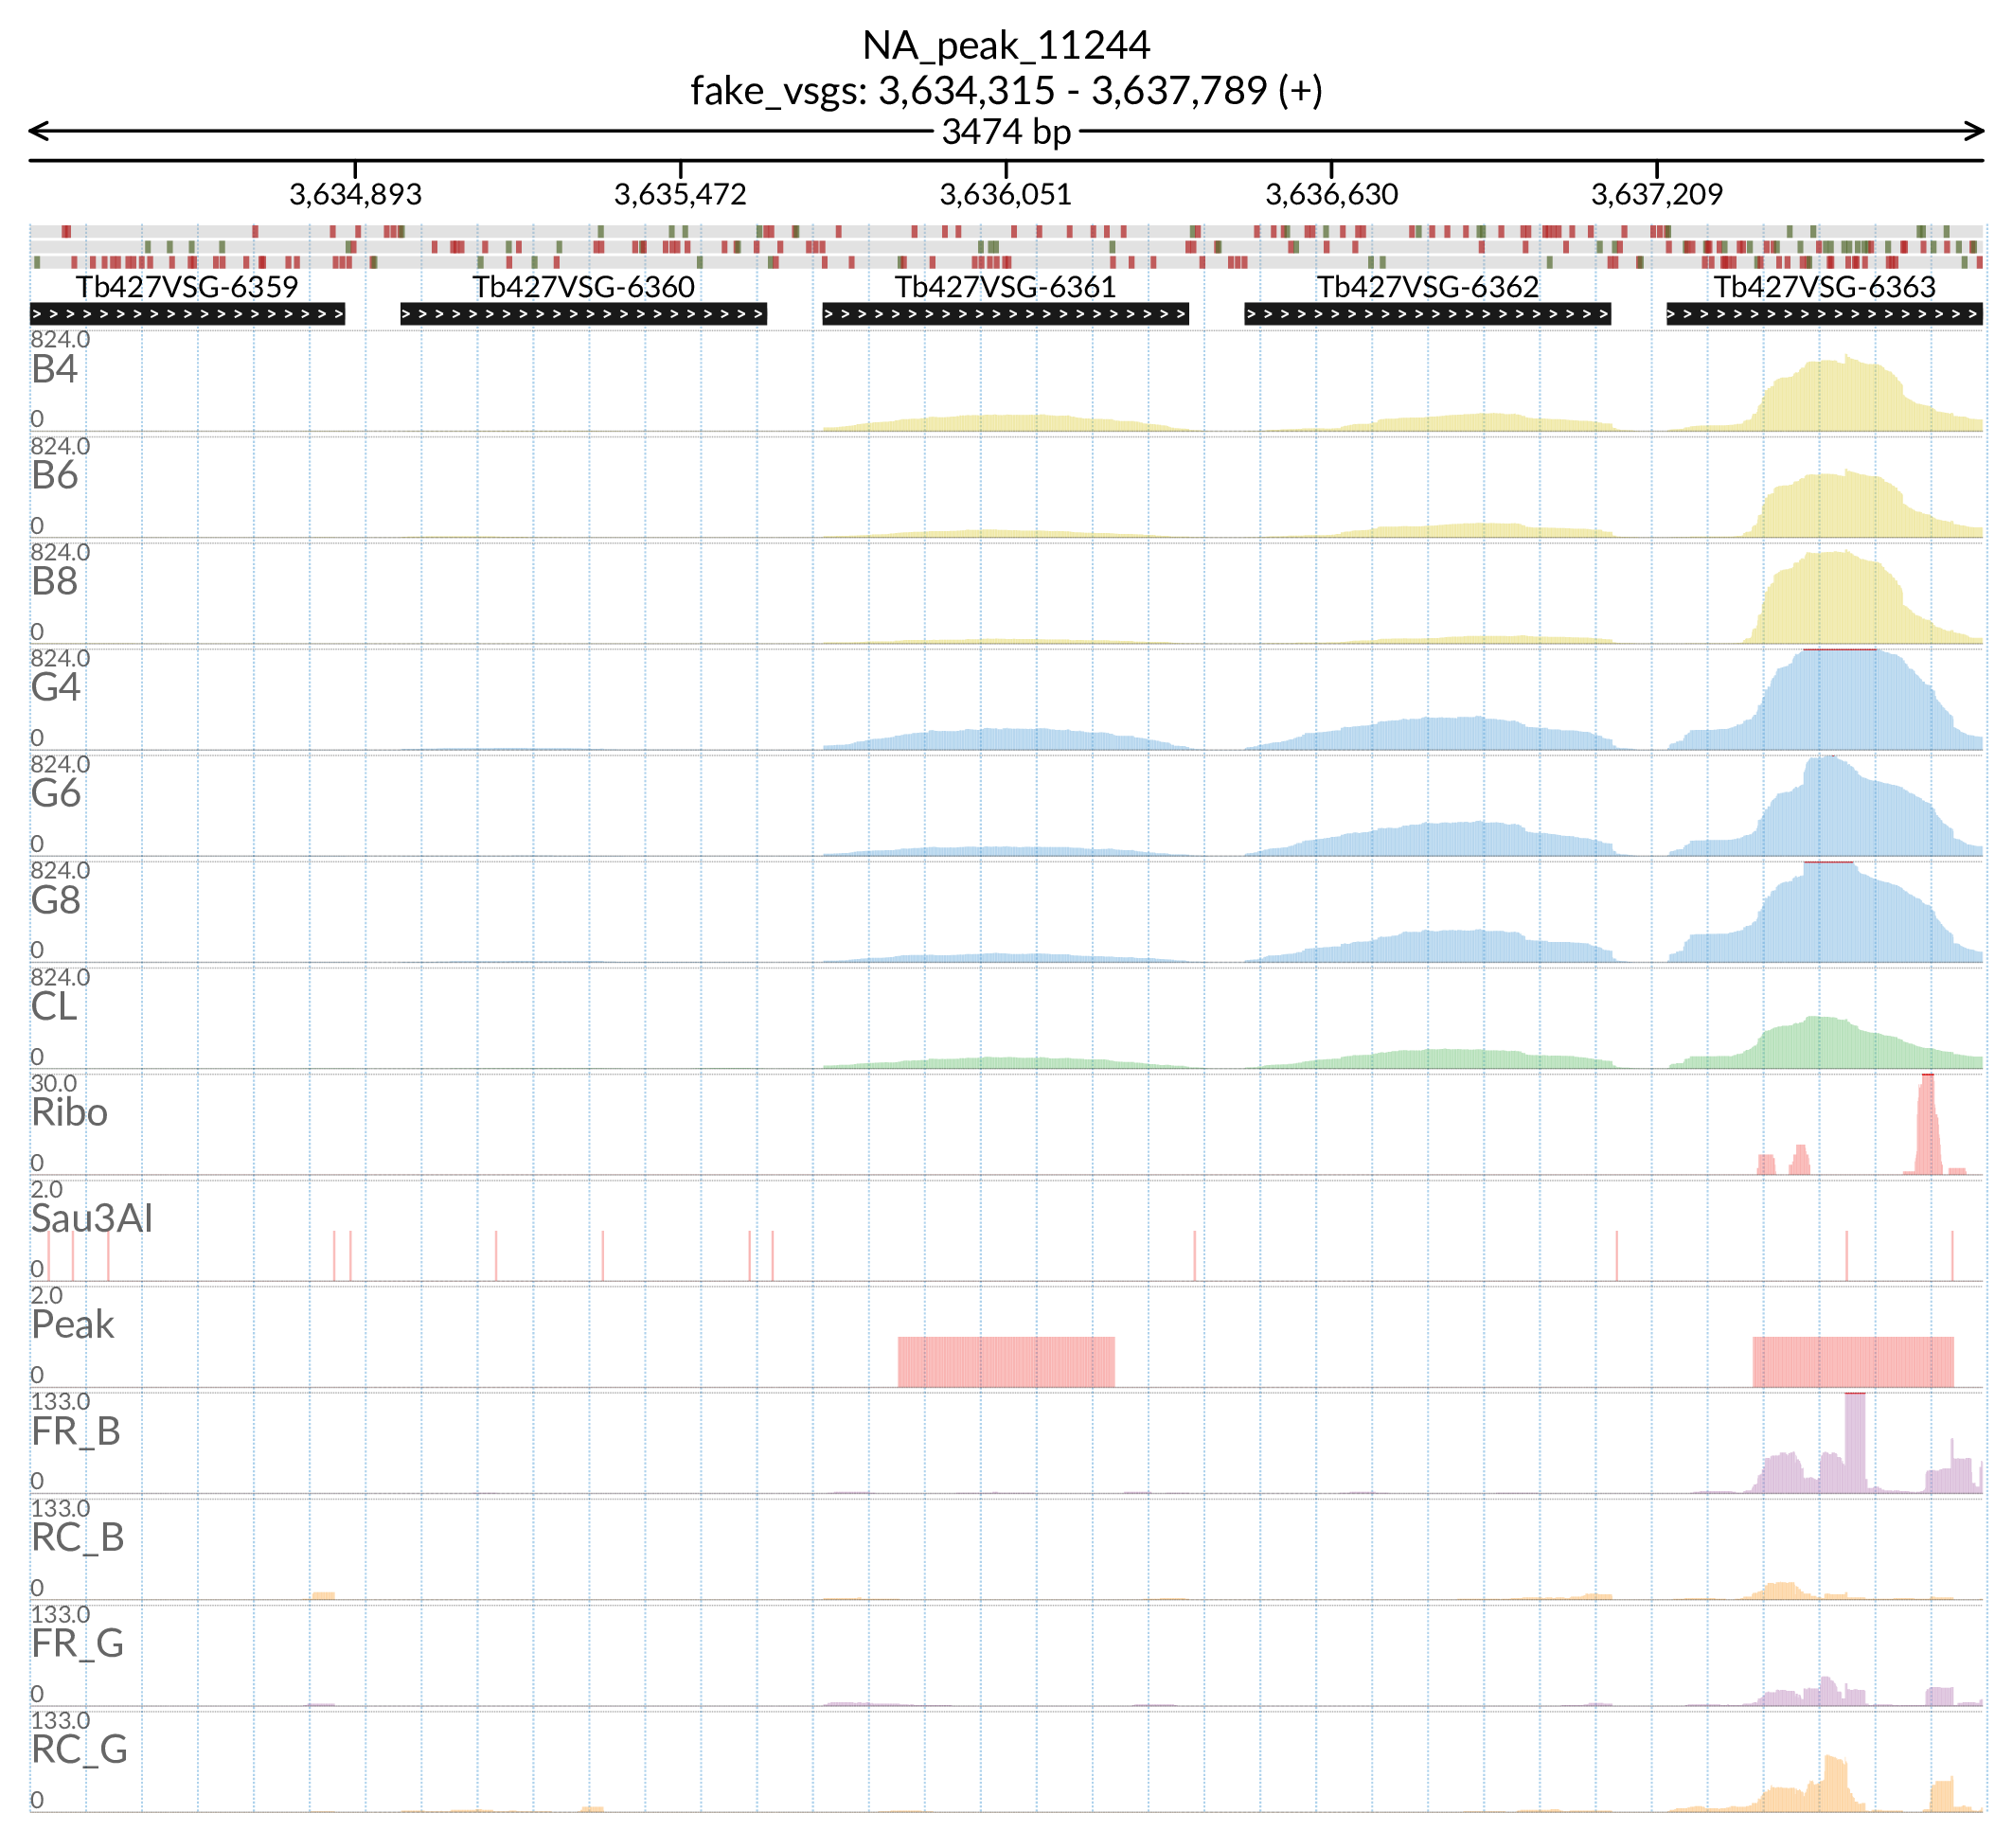 NA_peak_11244
fake_vsgs: 3,634,315 - 3,637,789 (+)
3474 bp
3,634,893 3,635,472 3,636,051 3,636,630 3,637,209
Tb427VSG-6359 Tb427VSG-6360 Tb427VSG-6361 Tb427VSG-6362 Tb427VSG-6363
824.0
B4
0
824.0
B6
0
824.0
B8
0
824.0
G4
0
824.0
G6
0
824.0
G8
0
824.0
CL
0
30.0
Ribo
0
2.0
Sau3AI
0
2.0
Peak
0
133.0
FR_B
0
133.0
RC_B
0
133.0
FR_G
0
133.0
RC_G
0